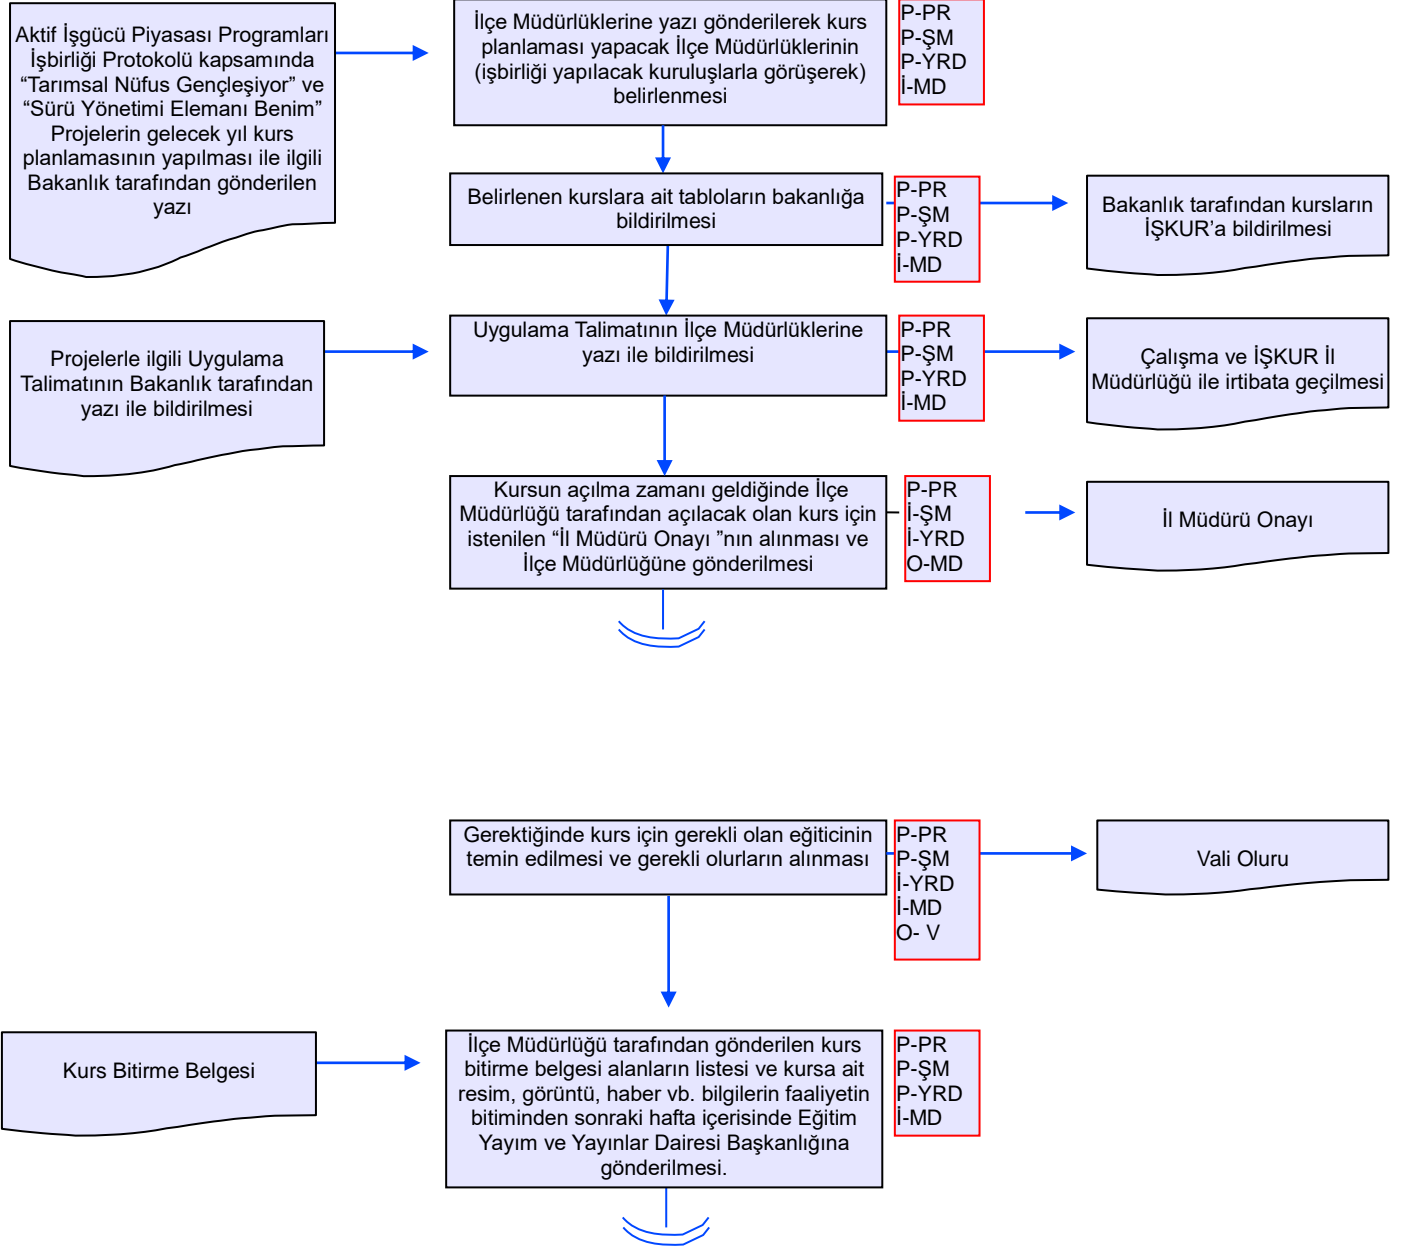 Aktif İşgücü Piyasası Programları
İşbirliği Protokolü kapsamında
“Tarımsal Nüfus Gençleşiyor” ve
“Sürü Yönetimi Elemanı Benim”
Projelerin gelecek yıl kurs
planlamasının yapılması ile ilgili
Bakanlık tarafından gönderilen
yazı
İlçe Müdürlüklerine yazı gönderilerek kurs
planlaması yapacak İlçe Müdürlüklerinin
(işbirliği yapılacak kuruluşlarla görüşerek)
belirlenmesi
P-PR
P-ŞM
P-YRD
İ-MD
Belirlenen kurslara ait tabloların bakanlığa
bildirilmesi
P-PR
P-ŞM
P-YRD
İ-MD
Bakanlık tarafından kursların
İŞKUR’a bildirilmesi
Projelerle ilgili Uygulama
Talimatının Bakanlık tarafından
yazı ile bildirilmesi
Uygulama Talimatının İlçe Müdürlüklerine
yazı ile bildirilmesi
P-PR
P-ŞM
P-YRD
İ-MD
Çalışma ve İŞKUR İl
Müdürlüğü ile irtibata geçilmesi
Kursun açılma zamanı geldiğinde İlçe
Müdürlüğü tarafından açılacak olan kurs için
istenilen “İl Müdürü Onayı ”nın alınması ve
İlçe Müdürlüğüne gönderilmesi
P-PR
İ-ŞM
İ-YRD
O-MD
İl Müdürü Onayı
Gerektiğinde kurs için gerekli olan eğiticinin
temin edilmesi ve gerekli olurların alınması
P-PR
P-ŞM
İ-YRD
İ-MD
O- V
Vali Oluru
Kurs Bitirme Belgesi
İlçe Müdürlüğü tarafından gönderilen kurs
bitirme belgesi alanların listesi ve kursa ait
resim, görüntü, haber vb. bilgilerin faaliyetin
bitiminden sonraki hafta içerisinde Eğitim
Yayım ve Yayınlar Dairesi Başkanlığına
gönderilmesi.
P-PR
P-ŞM
P-YRD
İ-MD